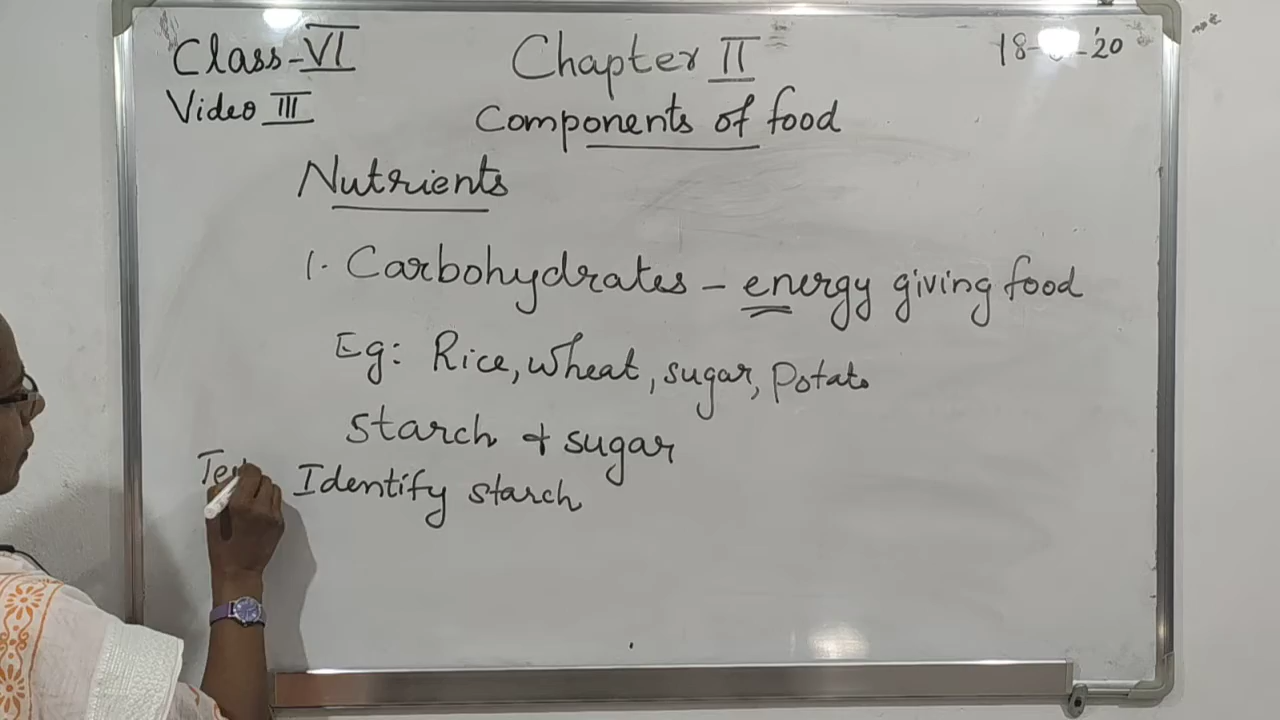 Class-VI
Chapter II
18- -'20
Video III
Components of food
Nutrients
1. Carbohydrates - energy giving food
Eg: Rice, wheat, sugar, Potato
starch & sugar
Identify starch